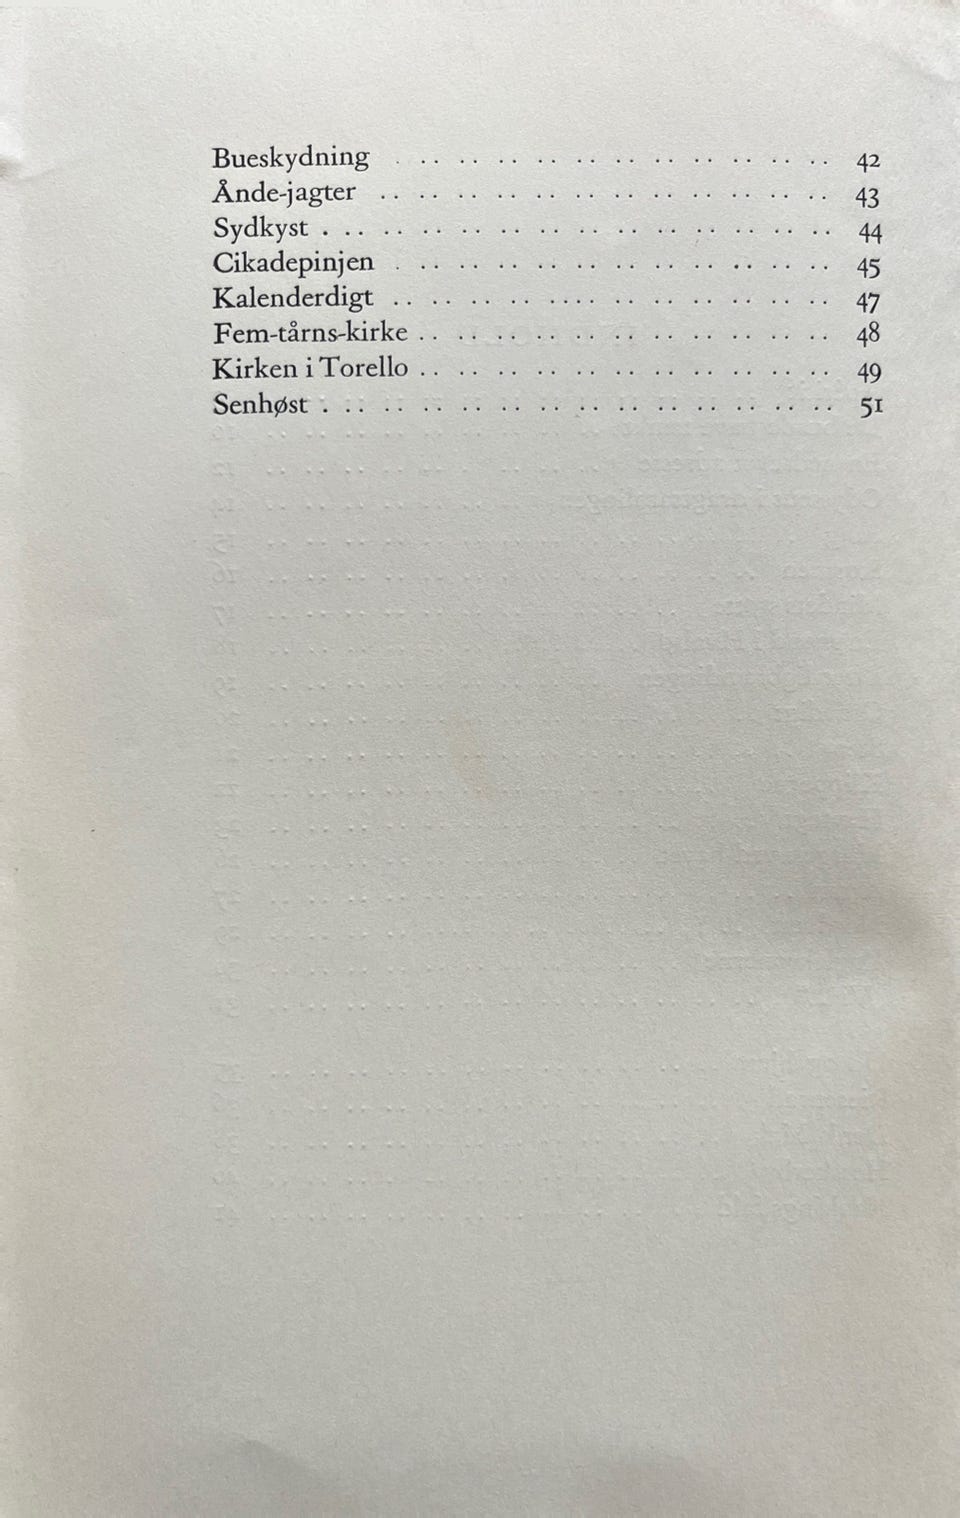 Bueskydning . .. .. .. .. .. .. .. .. .. .. .. 42
Ånde-jagter .. .. .. .. .. .. .. .. .. .. .. .. 43
Sydkyst . .. .. .. .. .. .. .. .. .. .. .. .. .. 44
Cikadepinjen . .. .. .. .. .. .. .. .. .. .. .. 45
Kalenderdigt .. .. .. .. .... .. .. .. .. .. .. 47
Fem-tårns-kirke .. .. .. .. .. .. .. .. .. .. .. 48
Kirken i Torello .. .. .. .. .. .. .. .. .. .. .. 49
Senhøst . .. .. .. .. .. .. .. .. .. .. .. .. .. 51